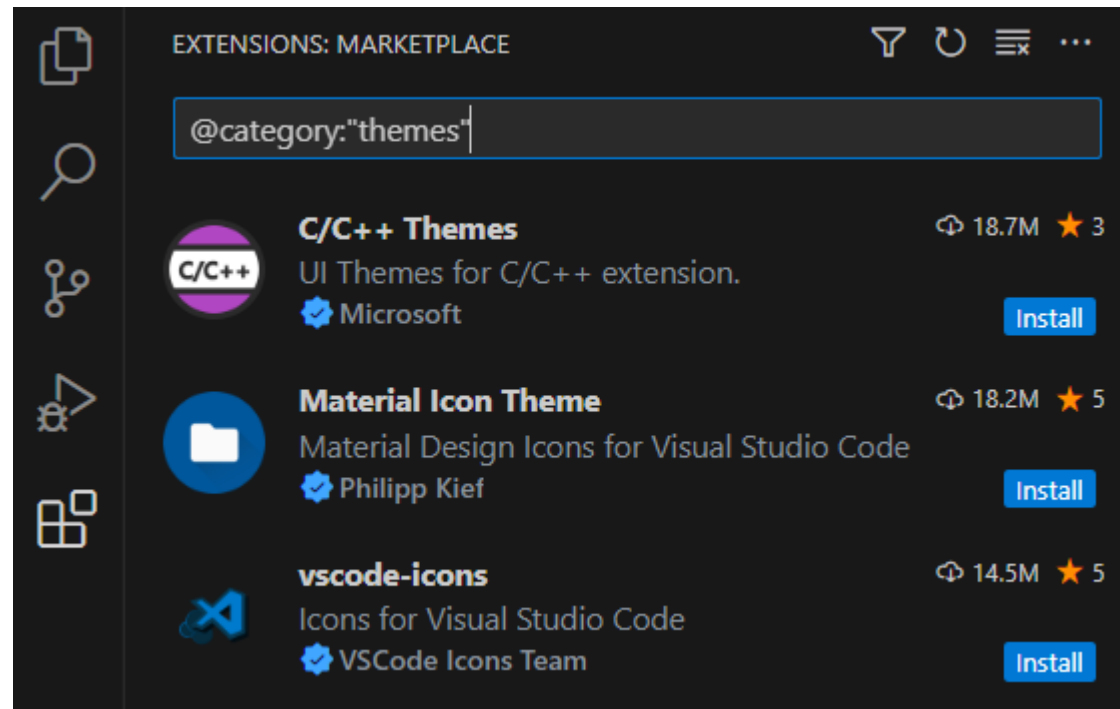 EXTENSIONS: MARKETPLACE
@category:"themes"
C/C++
C/C++ Themes 18.7M 3
UI Themes for C/C++ extension.
Microsoft
Install
Material Icon Theme 18.2M 5
Material Design Icons for Visual Studio Code
Philipp Kief
Install
vscode-icons 14.5M 5
Icons for Visual Studio Code
VSCode Icons Team
Install